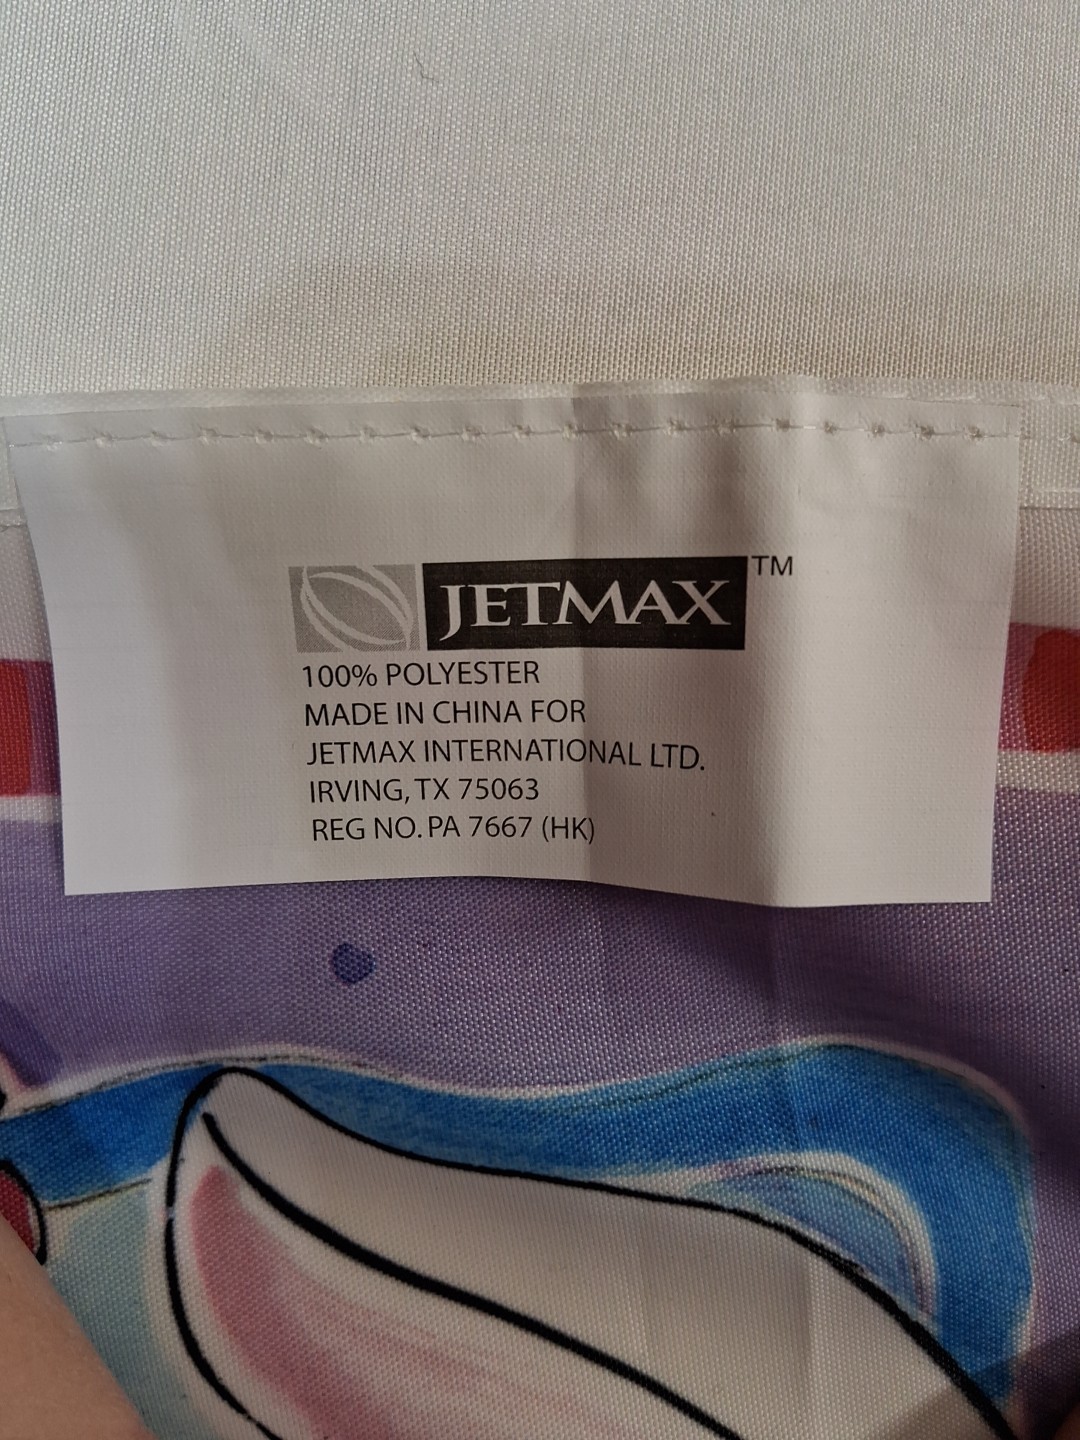 JETMAX™
100% POLYESTER
MADE IN CHINA FOR
JETMAX INTERNATIONAL LTD.
IRVING, TX 75063
REG NO. PA 7667 (HK)